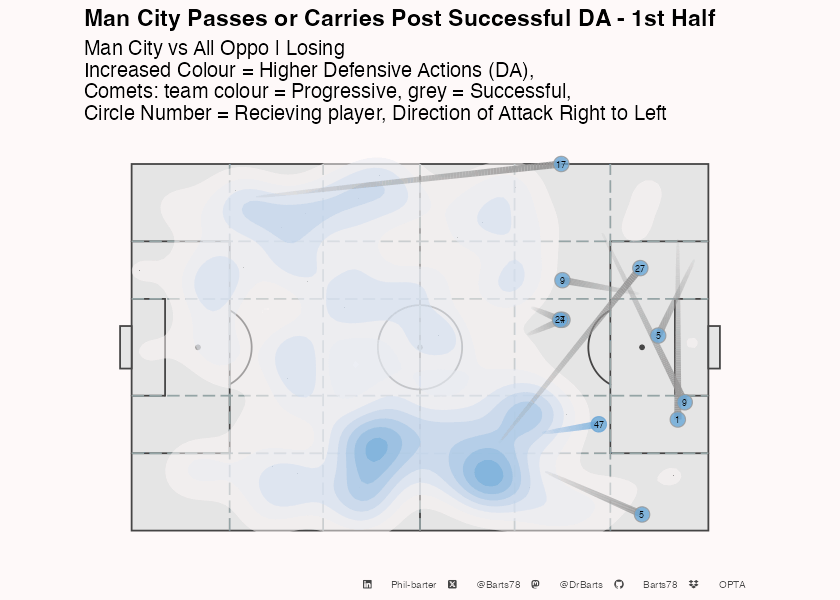 Man City Passes or Carries Post Successful DA - 1st Half
Man City vs All Oppo | Losing
Increased Colour = Higher Defensive Actions (DA),
Comets: team colour = Progressive, grey = Successful,
Circle Number = Recieving player, Direction of Attack Right to Left
17
27
9
5
9
1
47
5
Phil-barter @Barts78 @DrBarts Barts78 OPTA